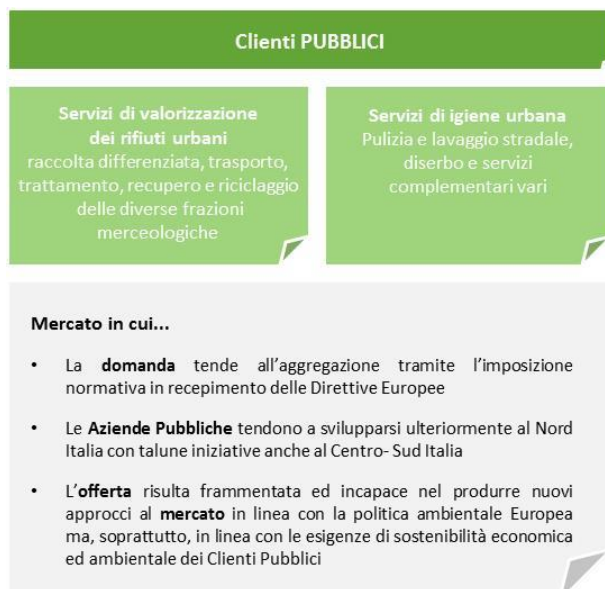 Clienti PUBBLICI
Servizi di valorizzazione
dei rifiuti urbani
raccolta differenziata, trasporto,
trattamento, recupero e riciclaggio
delle diverse frazioni
merceologiche
Servizi di igiene urbana
Pulizia e lavaggio stradale,
diserbo e servizi
complementari vari
Mercato in cui...
• La domanda tende all'aggregazione tramite l'imposizione
normativa in recepimento delle Direttive Europee
• Le Aziende Pubbliche tendono a svilupparsi ulteriormente al Nord
Italia con talune iniziative anche al Centro- Sud Italia
• L'offerta risulta frammentata ed incapace nel produrre nuovi
approcci al mercato in linea con la politica ambientale Europea
ma, soprattutto, in linea con le esigenze di sostenibilità economica
ed ambientale dei Clienti Pubblici